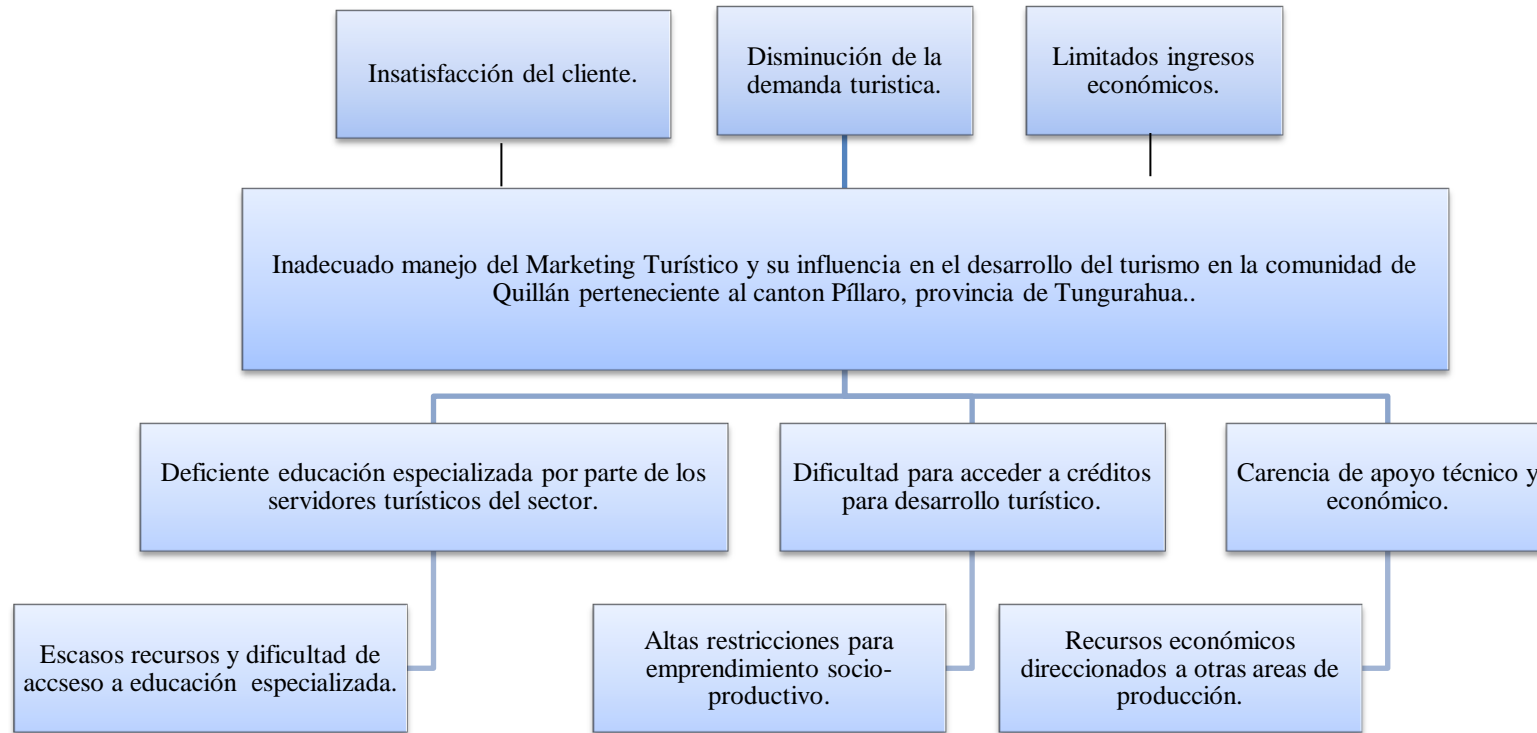 Insatisfacción del cliente.
Disminución de la
demanda turistica.
Limitados ingresos
económicos.
Inadecuado manejo del Marketing Turístico y su influencia en el desarrollo del turismo en la comunidad de
Quillán perteneciente al canton Píllaro, provincia de Tungurahua..
Deficiente educación especializada por parte de los
servidores turísticos del sector.
Dificultad para acceder a créditos
para desarrollo turístico.
Carencia de apoyo técnico y
económico.
Escasos recursos y dificultad de
accseso a educación especializada.
Altas restricciones para
emprendimiento socio-
productivo.
Recursos económicos
direccionados a otras areas de
producción.